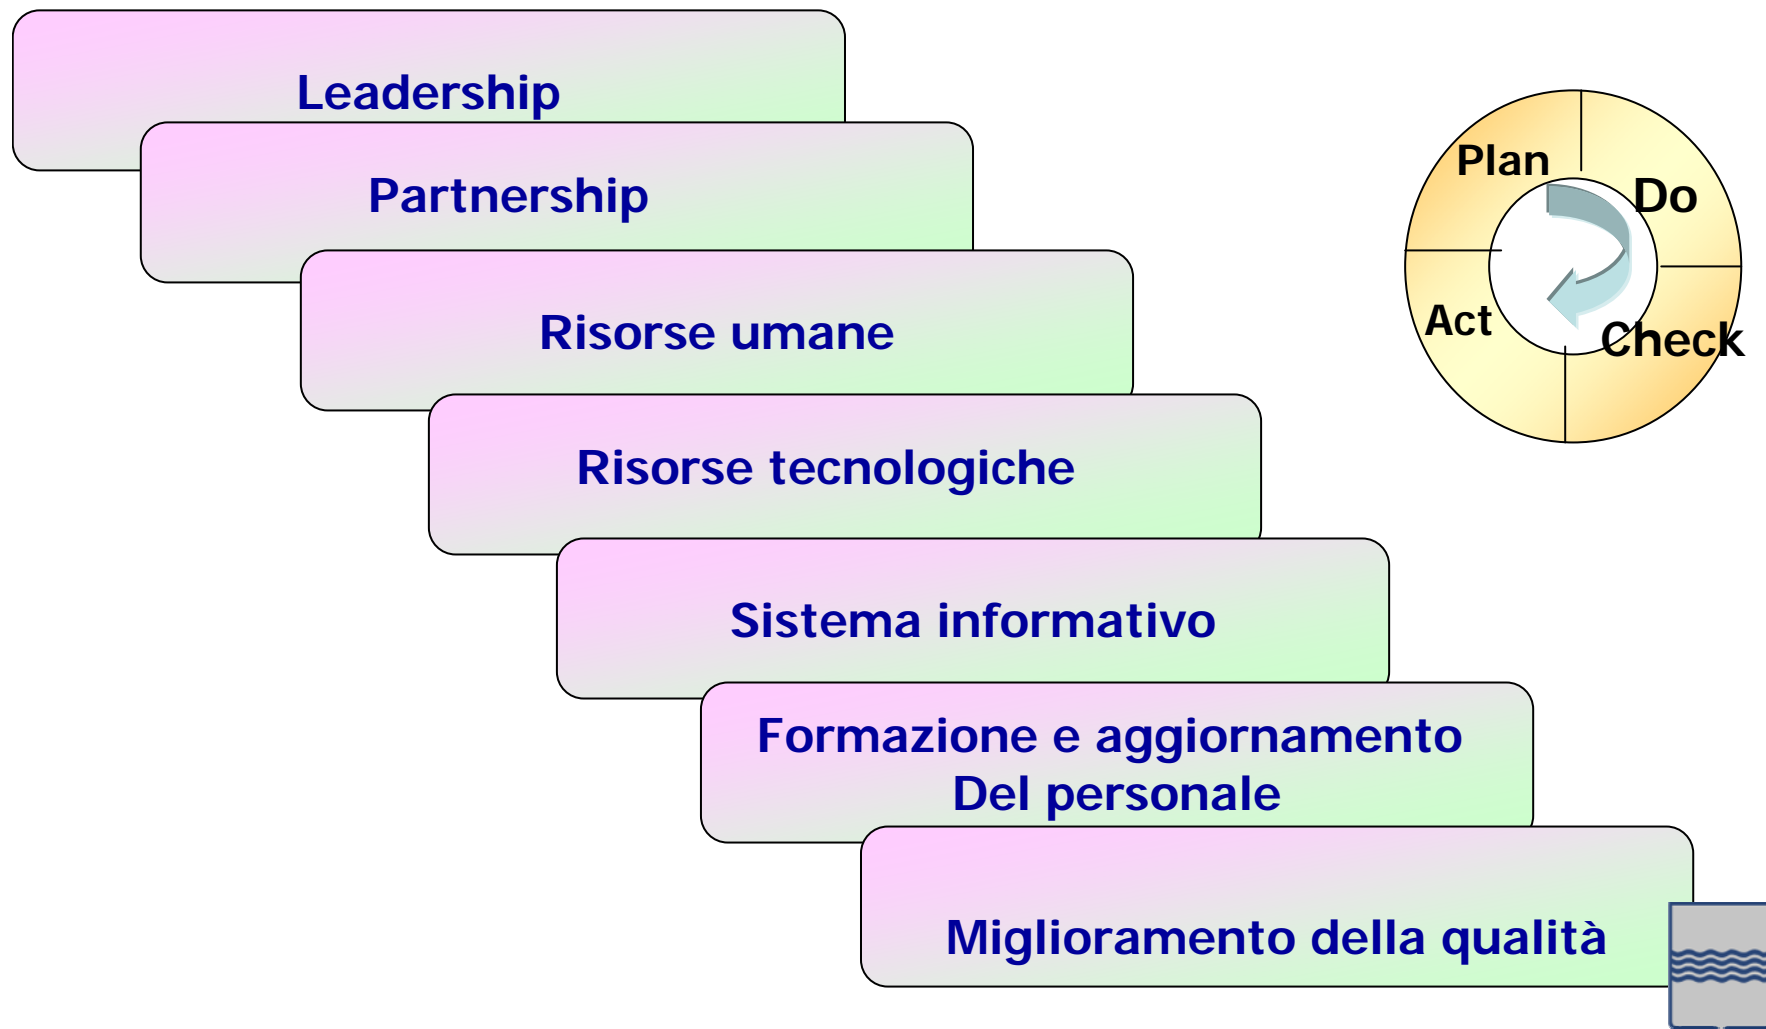 Leadership
Partnership
Risorse umane
Risorse tecnologiche
Sistema informativo
Formazione e aggiornamento
Del personale
Miglioramento della qualità
Plan
Do
Act
Check